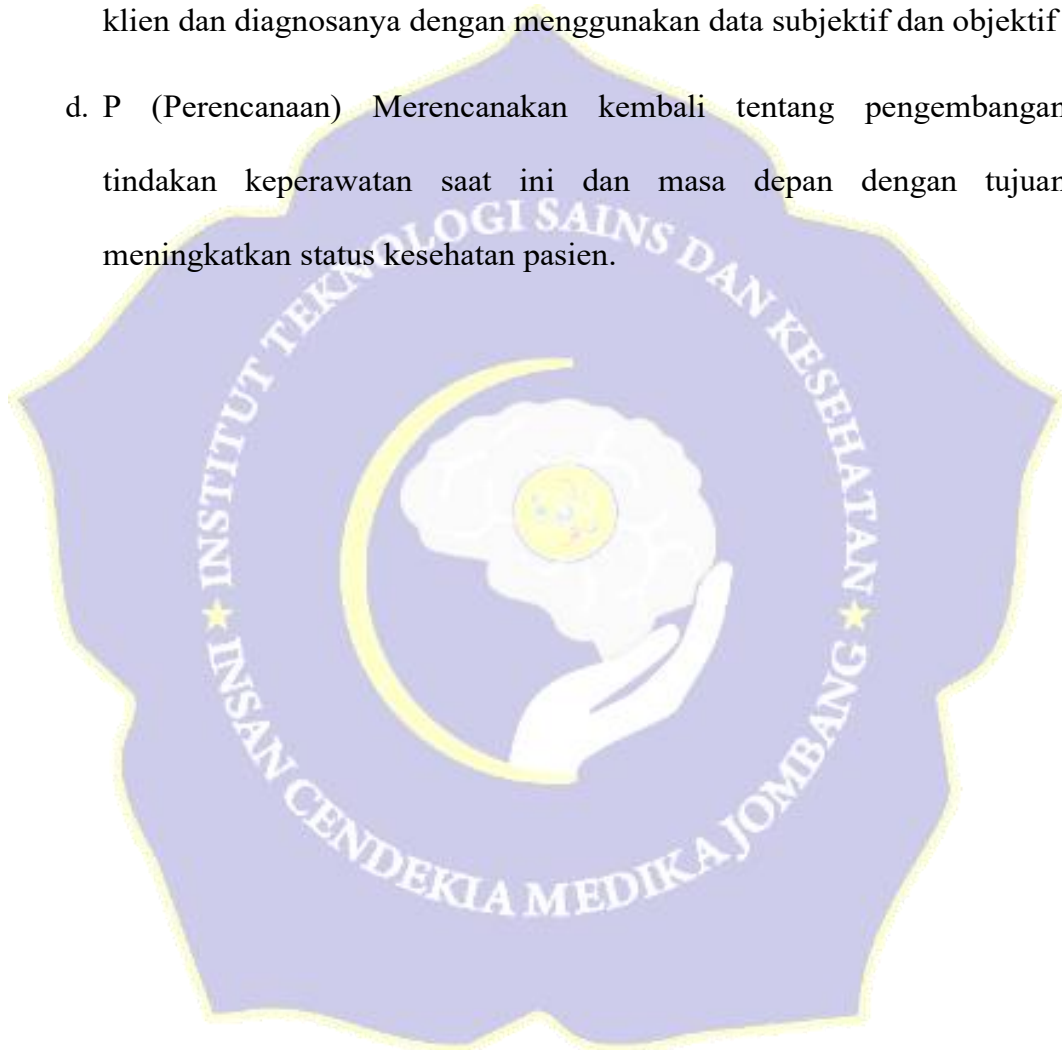 klien dan diagnosanya dengan menggunakan data subjektif dan objektif
d. P (Perencanaan) Merencanakan kembali tentang pengembangan
tindakan keperawatan saat ini dan masa depan dengan tujuan
meningkatkan status kesehatan pasien.
INSTITUT TEKNOLOGI SAINS DAN KESEHATAN
INSAN CENDEKIA MEDIKA JOMBANG